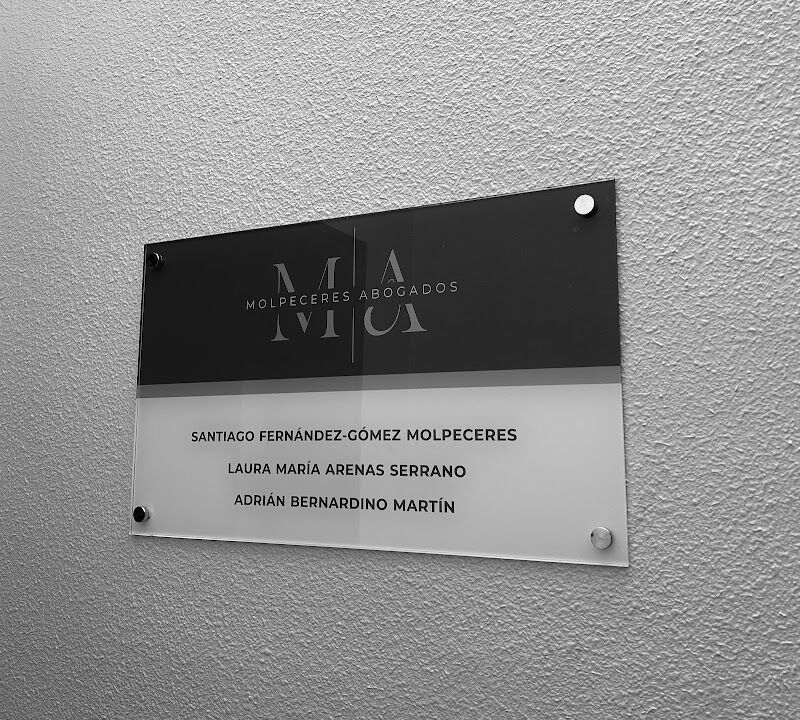 MA
MOLPECERES ABOGADOS
SANTIAGO FERNÁNDEZ-GÓMEZ MOLPECERES
LAURA MARÍA ARENAS SERRANO
ADRIÁN BERNARDINO MARTÍN